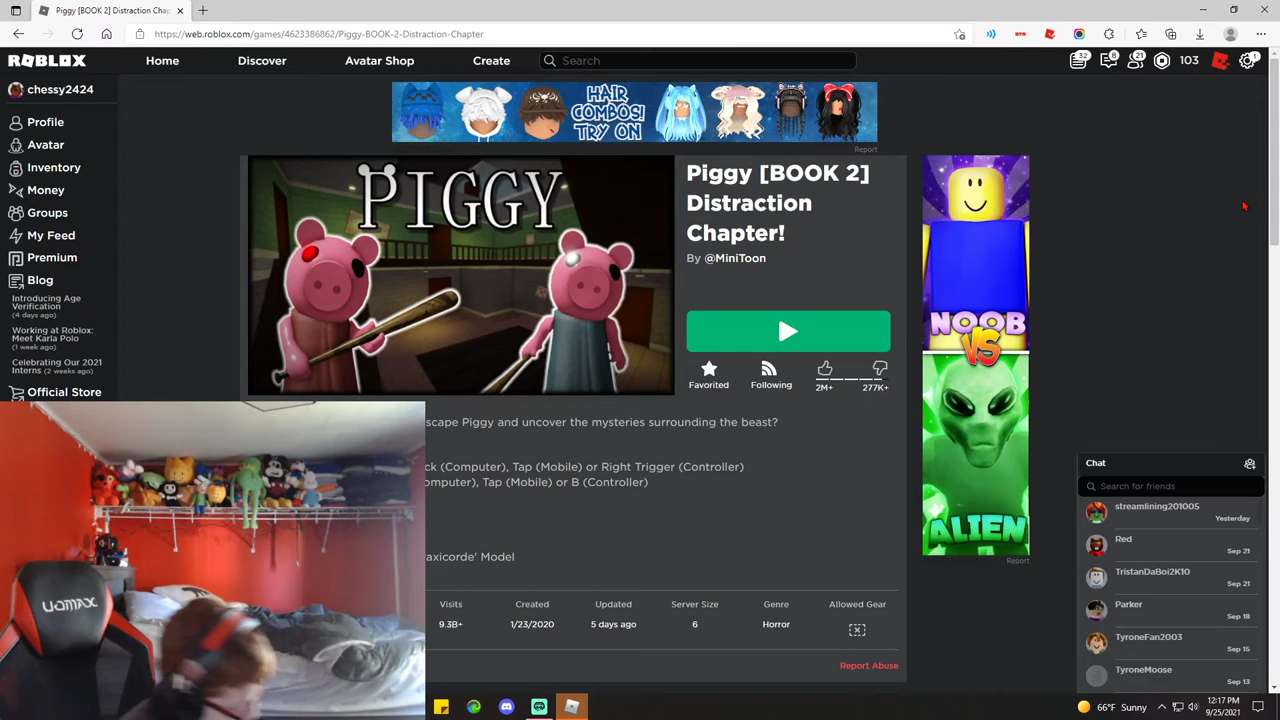 Piggy [BOOK 2] Distraction Cha
https://web.roblox.com/games/4623386862/Piggy-BOOK-2-Distraction-Chapter
ROBLOX
Home
Discover
Avatar Shop
Create
Search
32
8
21
103
1
chessy2424
Profile
Avatar
Inventory
Money
Groups
My Feed
Premium
Blog
Introducing Age
Verification
(4 days ago)
Working at Roblox:
Meet Karla Polo
(1 week ago)
Celebrating Our 2021
Interns (2 weeks ago)
Official Store
HAIR
COMBOS!
TRY ON
Report
PIGGY
Piggy [BOOK 2]
Distraction
Chapter!
By @MiniToon
Favorited
Following
2M+
277K+
scape Piggy and uncover the mysteries surrounding the beast?
ck (Computer), Tap (Mobile) or Right Trigger (Controller)
omputer), Tap (Mobile) or B (Controller)
raxicorde' Model
Visits
Created
Updated
Server Size
Genre
Allowed Gear
9.3B+
1/23/2020
5 days ago
6
Horror
Report Abuse
NOOB
VS
ALIEN
Report
Chat
Search for friends
streamlining201005
Yesterday
Red
Sep 21
TristanDaBoi2K10
Sep 21
Parker
Sep 18
TyroneFan2003
Sep 15
TyroneMoose
Sep 13
UOMAX
66°F Sunny
12:17 PM
9/25/2021